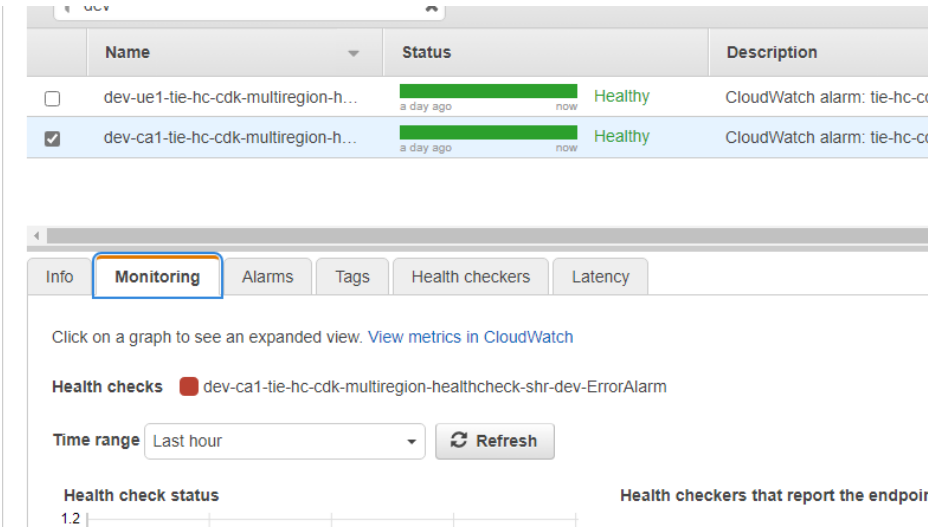 dev
Name Status Description
dev-ue1-tie-hc-cdk-multiregion-h... Healthy CloudWatch alarm: tie-hc-c
a day ago now
dev-ca1-tie-hc-cdk-multiregion-h... Healthy CloudWatch alarm: tie-hc-c
a day ago now
Info Monitoring Alarms Tags Health checkers Latency
Click on a graph to see an expanded view. View metrics in CloudWatch
Health checks dev-ca1-tie-hc-cdk-multiregion-healthcheck-shr-dev-ErrorAlarm
Time range Last hour Refresh
Health check status Health checkers that report the endpoi
1.2